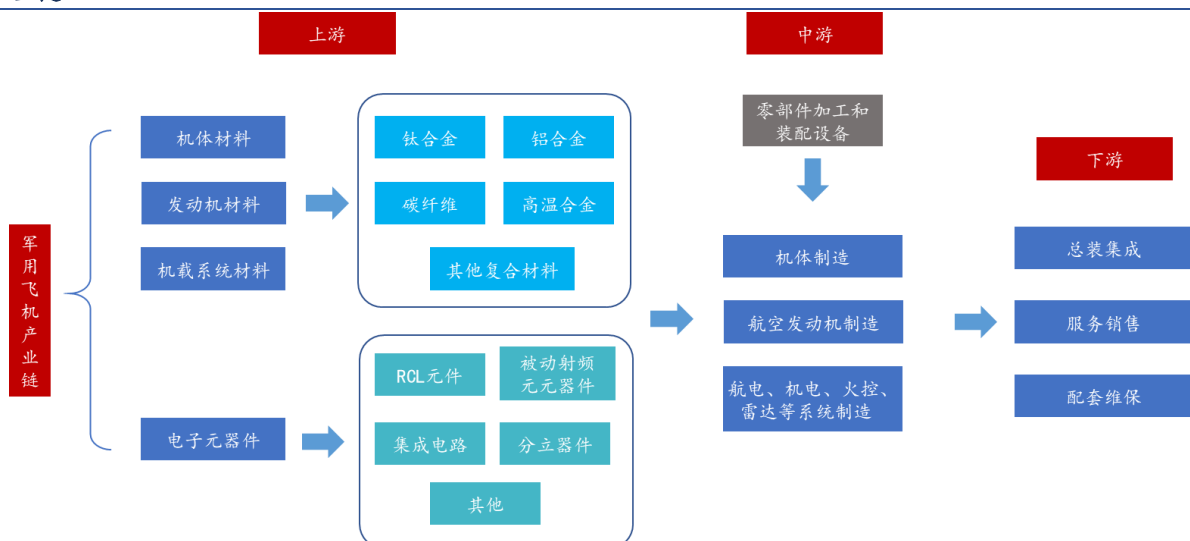 上游
中游
下游
军用飞机产业链
机体材料
发动机材料
机载系统材料
电子元器件
钛合金
铝合金
碳纤维
高温合金
其他复合材料
RCL元件
被动射频
元元器件
集成电路
分立器件
其他
零部件加工和
装配设备
机体制造
航空发动机制造
航电、机电、火控、
雷达等系统制造
总装集成
服务销售
配套维保